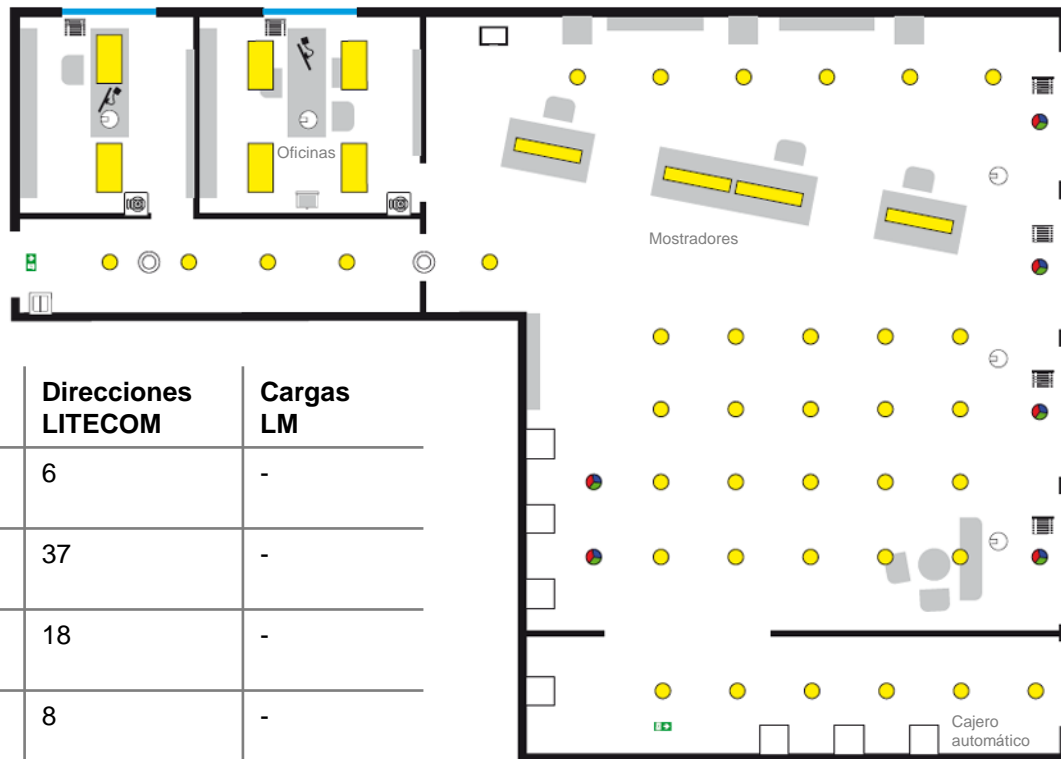 Oficinas
Mostradores
Direcciones
LITECOM
Cargas
LM
6
-
37
-
18
-
8
-
Cajero
automático